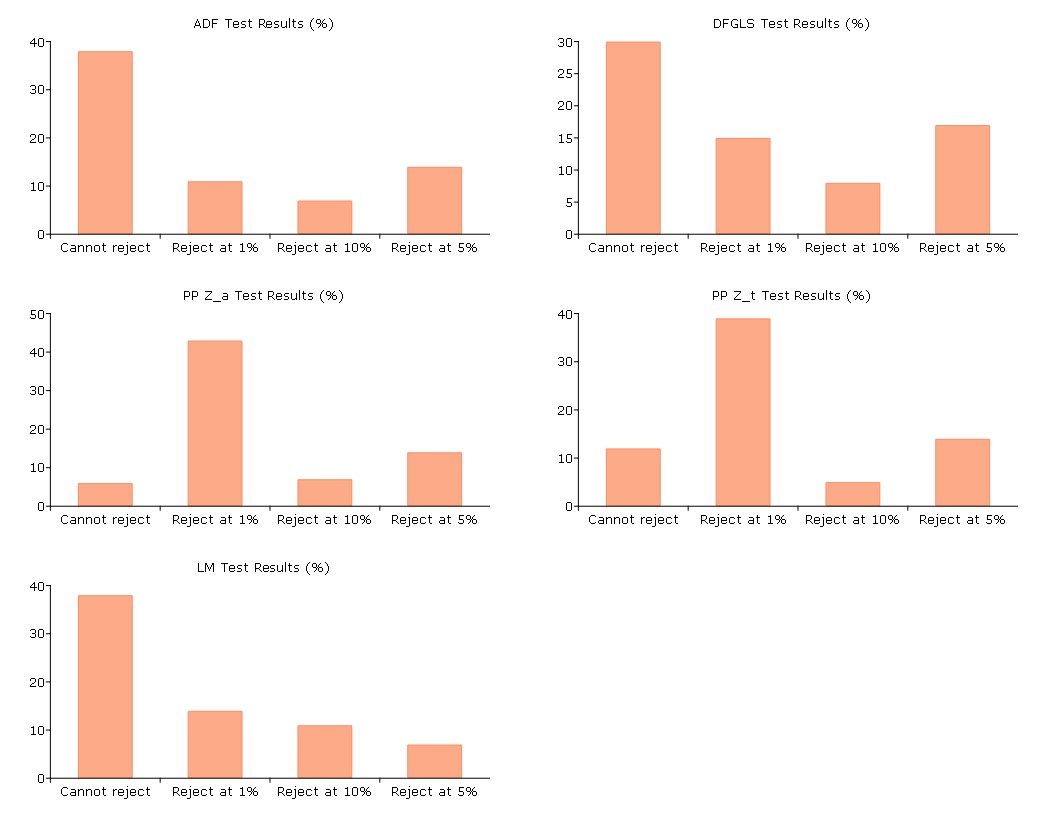 ADF Test Results (%)
40
30
20
10
0
Cannot reject Reject at 1% Reject at 10% Reject at 5%
DFGLS Test Results (%)
30
25
20
15
10
5
0
Cannot reject Reject at 1% Reject at 10% Reject at 5%
PP Z_a Test Results (%)
50
40
30
20
10
0
Cannot reject Reject at 1% Reject at 10% Reject at 5%
PP Z_t Test Results (%)
40
30
20
10
0
Cannot reject Reject at 1% Reject at 10% Reject at 5%
LM Test Results (%)
40
30
20
10
0
Cannot reject Reject at 1% Reject at 10% Reject at 5%